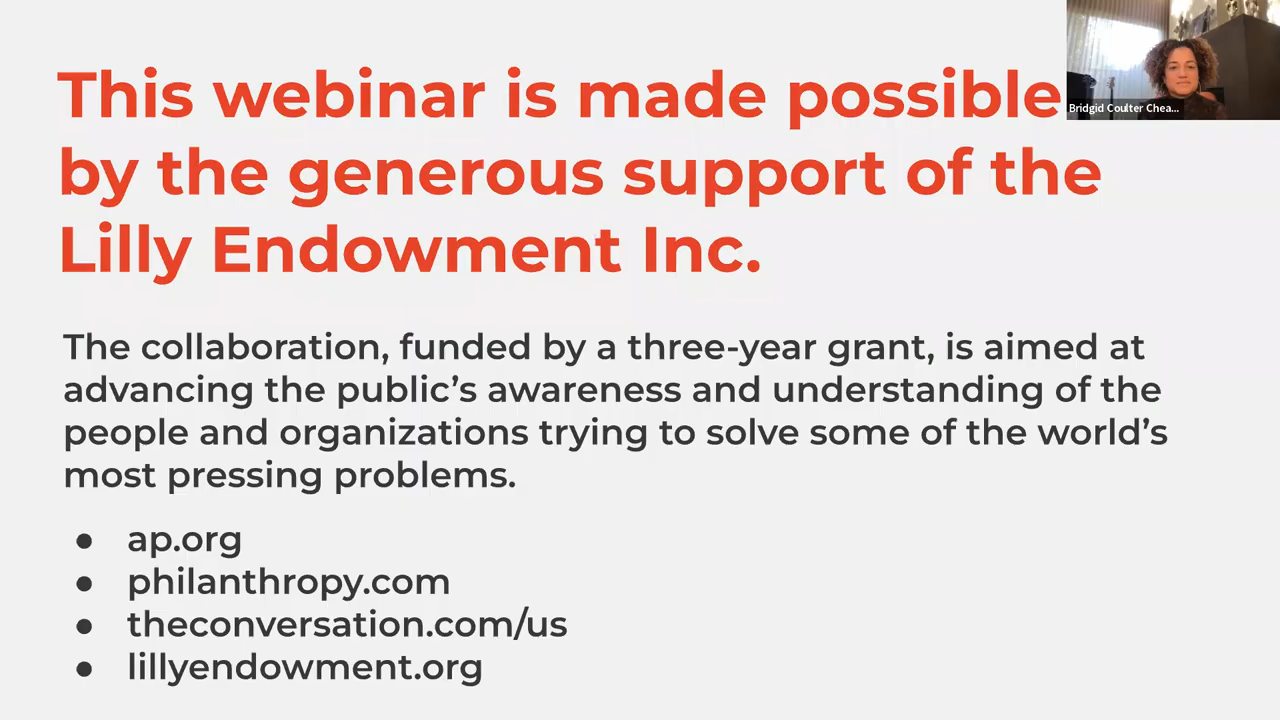 This webinar is made possible
by the generous support of the
Lilly Endowment Inc.
Bridgid Coulter Chea...
The collaboration, funded by a three-year grant, is aimed at
advancing the public’s awareness and understanding of the
people and organizations trying to solve some of the world’s
most pressing problems.
● ap.org
● philanthropy.com
● theconversation.com/us
● lillyendowment.org